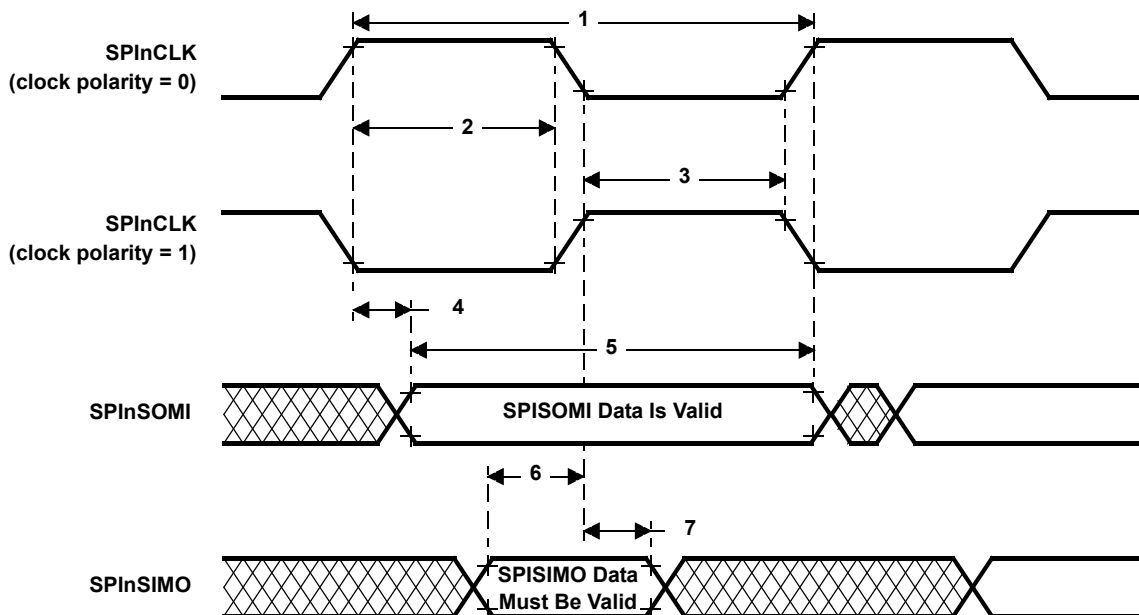 1
SPInCLK
(clock polarity = 0)
2
3
SPInCLK
(clock polarity = 1)
4
5
SPInSOMI
SPISOMI Data Is Valid
6
7
SPInSIMO
SPISIMO Data
Must Be Valid